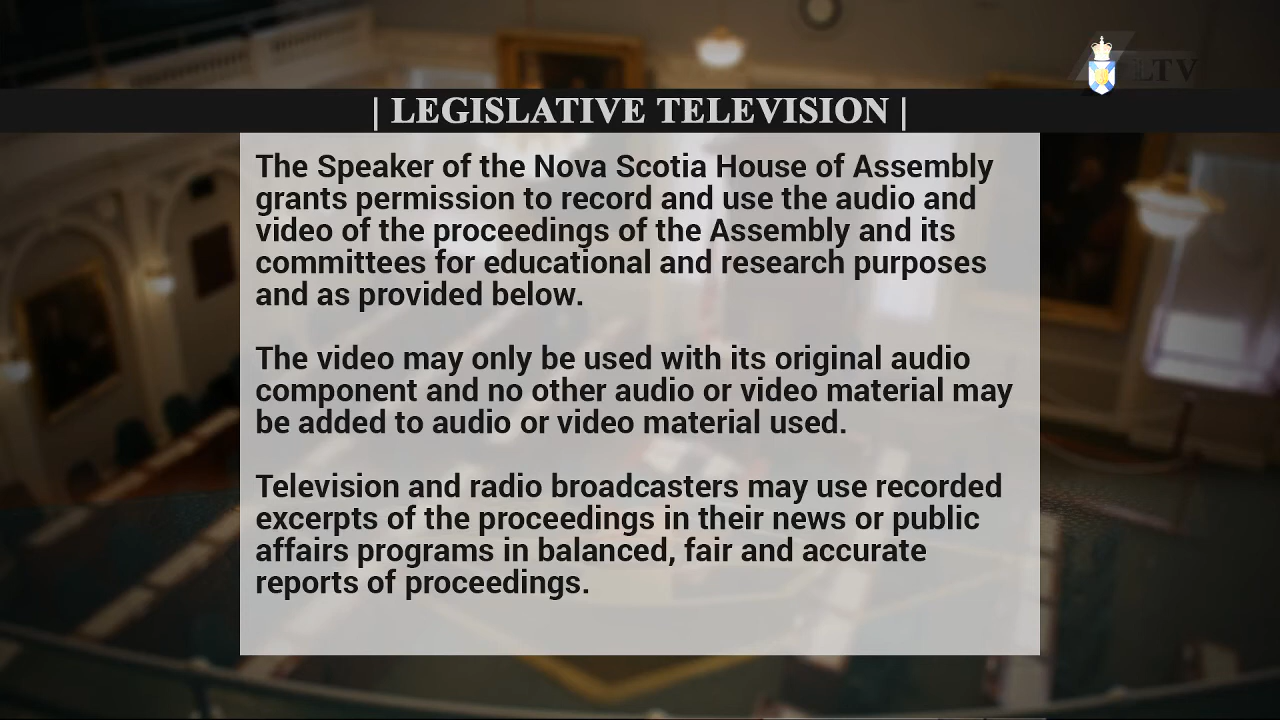 LTV
| LEGISLATIVE TELEVISION |
The Speaker of the Nova Scotia House of Assembly
grants permission to record and use the audio and
video of the proceedings of the Assembly and its
committees for educational and research purposes
and as provided below.
The video may only be used with its original audio
component and no other audio or video material may
be added to audio or video material used.
Television and radio broadcasters may use recorded
excerpts of the proceedings in their news or public
affairs programs in balanced, fair and accurate
reports of proceedings.